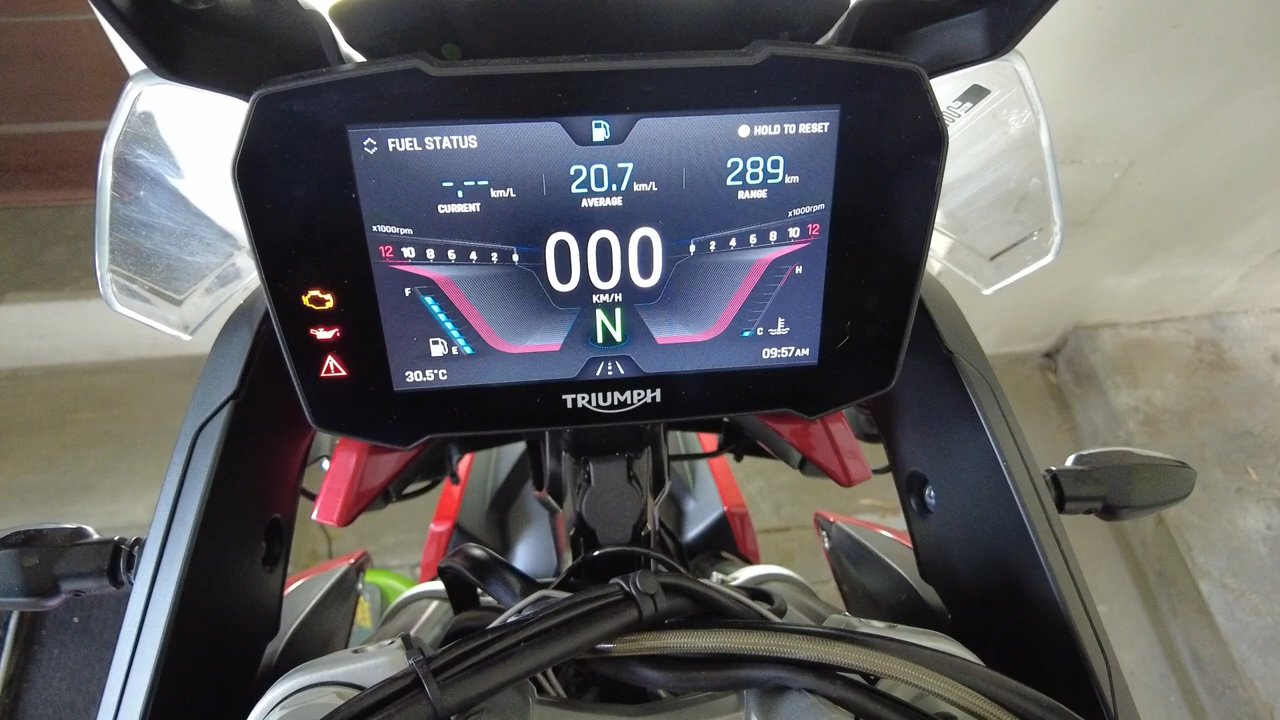 FUEL STATUS
HOLD TO RESET
-.-- km/L
CURRENT
20.7 km/L
AVERAGE
289 km
RANGE
x1000rpm
12 10 8 6 4 2 0
x1000rpm
0 2 4 6 8 10 12
000
KM/H
N
F
E
H
C
30.5°C
09:57AM
TRIUMPH